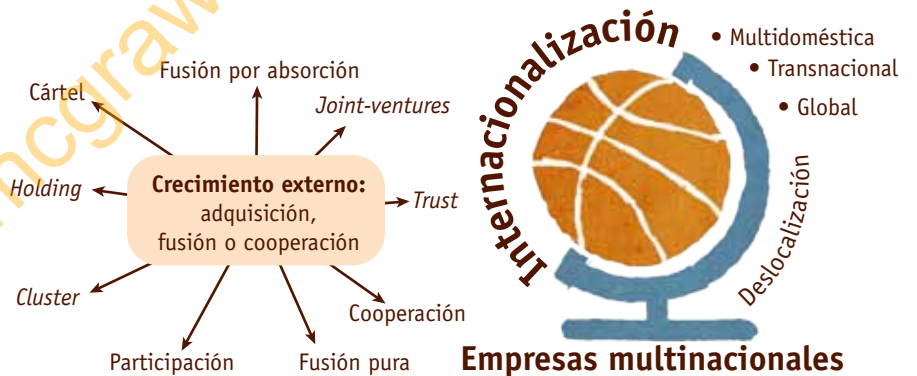 mcgraw
Fusión por absorción
Cártel
Joint-ventures
Holding
Crecimiento externo:
adquisición,
fusión o cooperación
Trust
Cluster
Cooperación
Participación
Fusión pura
Internacionalización
• Multidoméstica
• Transnacional
• Global
Deslocalización
Empresas multinacionales